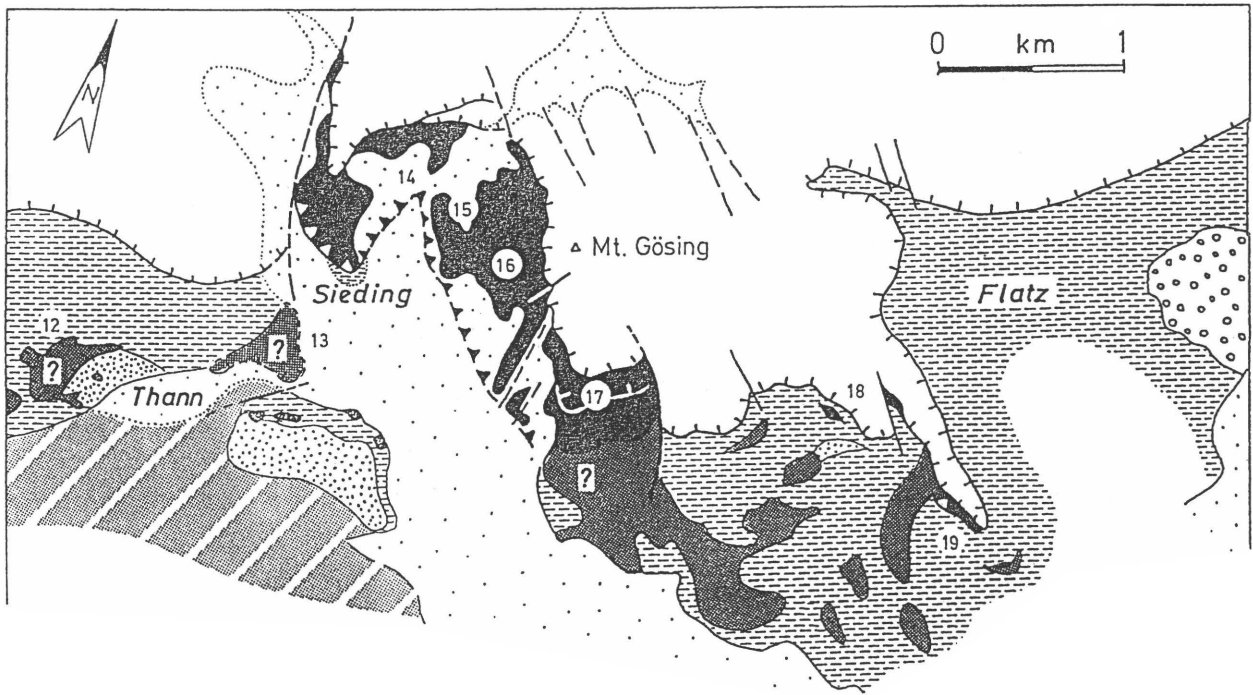 0 km 1
N
14
15
Mt. Gösing
16
Sieding
Flatz
12
13
?
?
Thann
17
18
?
19